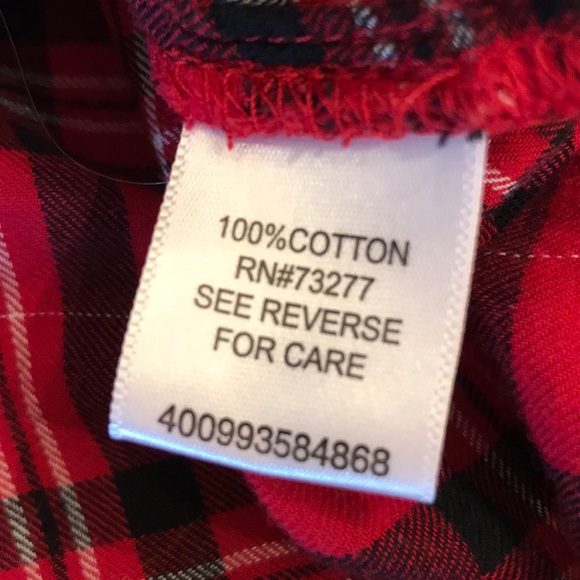 100%COTTON
RN#73277
SEE REVERSE
FOR CARE
400993584868